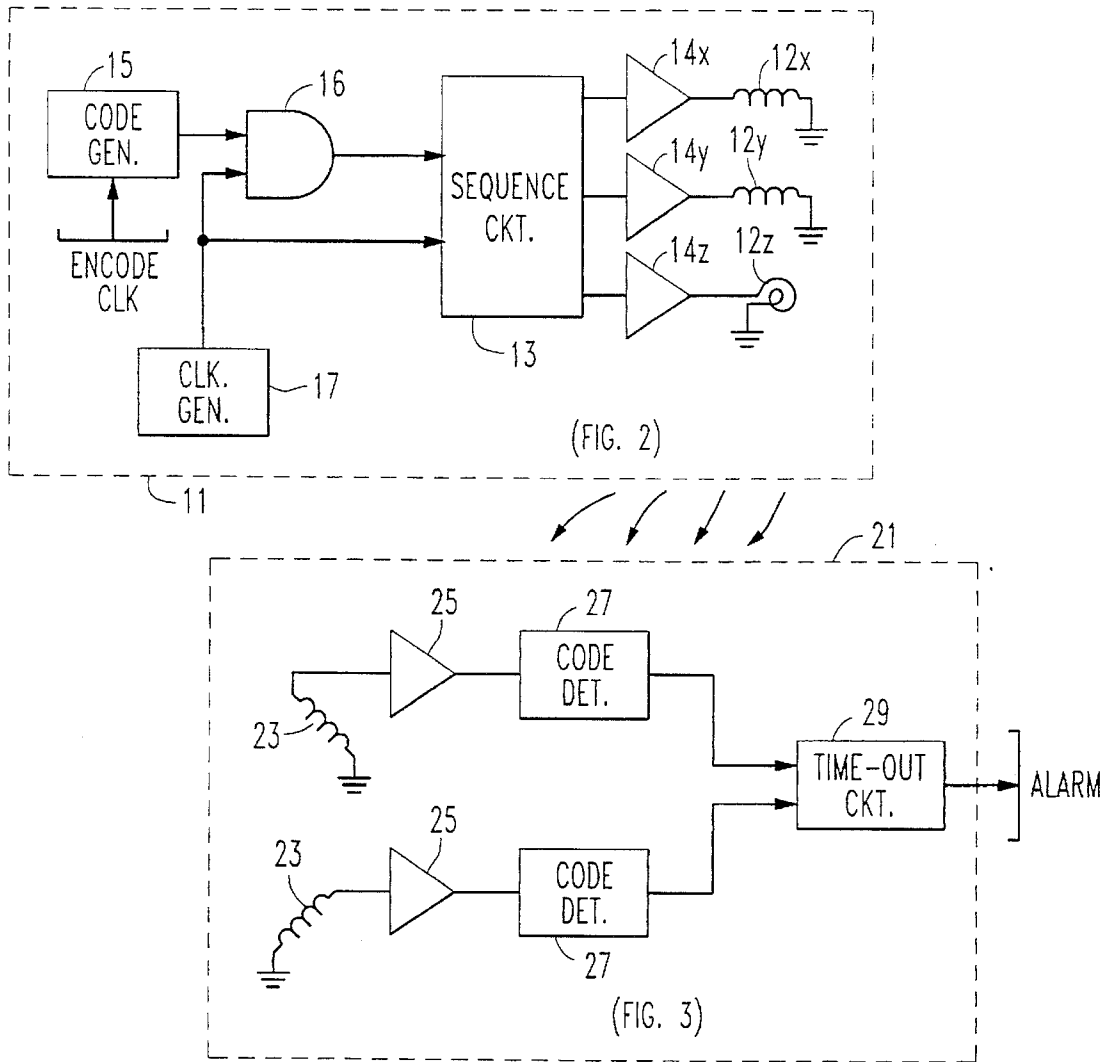 15
CODE
GEN.
16
ENCODE
CLK
CLK.
GEN.
17
SEQUENCE
CKT.
13
14x
12x
14y
12y
14z
12z
(FIG. 2)
11
21
25
27
CODE
DET.
23
29
TIME-OUT
CKT.
ALARM
25
23
CODE
DET.
27
(FIG. 3)